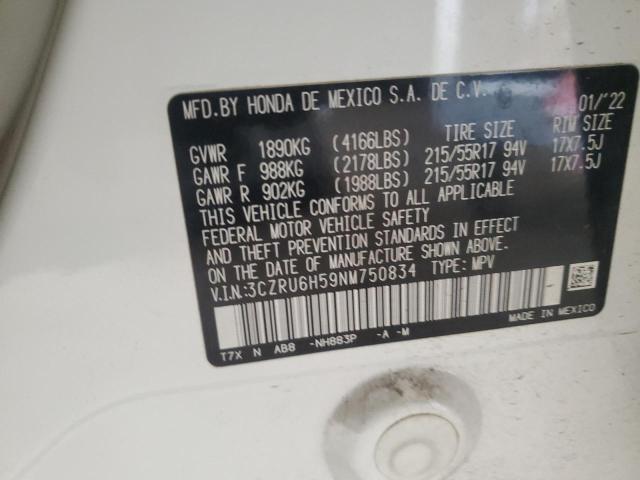 MFD.BY HONDA DE MEXICO S.A. DE C.V. 01/'22
TIRE SIZE RIM SIZE
GVWR 1890KG (4166LBS)
GAWR F 988KG (2178LBS) 215/55R17 94V 17X7.5J
GAWR R 902KG (1988LBS) 215/55R17 94V 17X7.5J
THIS VEHICLE CONFORMS TO ALL APPLICABLE
FEDERAL MOTOR VEHICLE SAFETY
AND THEFT PREVENTION STANDARDS IN EFFECT
ON THE DATE OF MANUFACTURE SHOWN ABOVE.
V.I.N.:3CZRU6H59NM750834 TYPE: MPV
MADE IN MEXICO
T7X N AB8 -NH883P -A -M